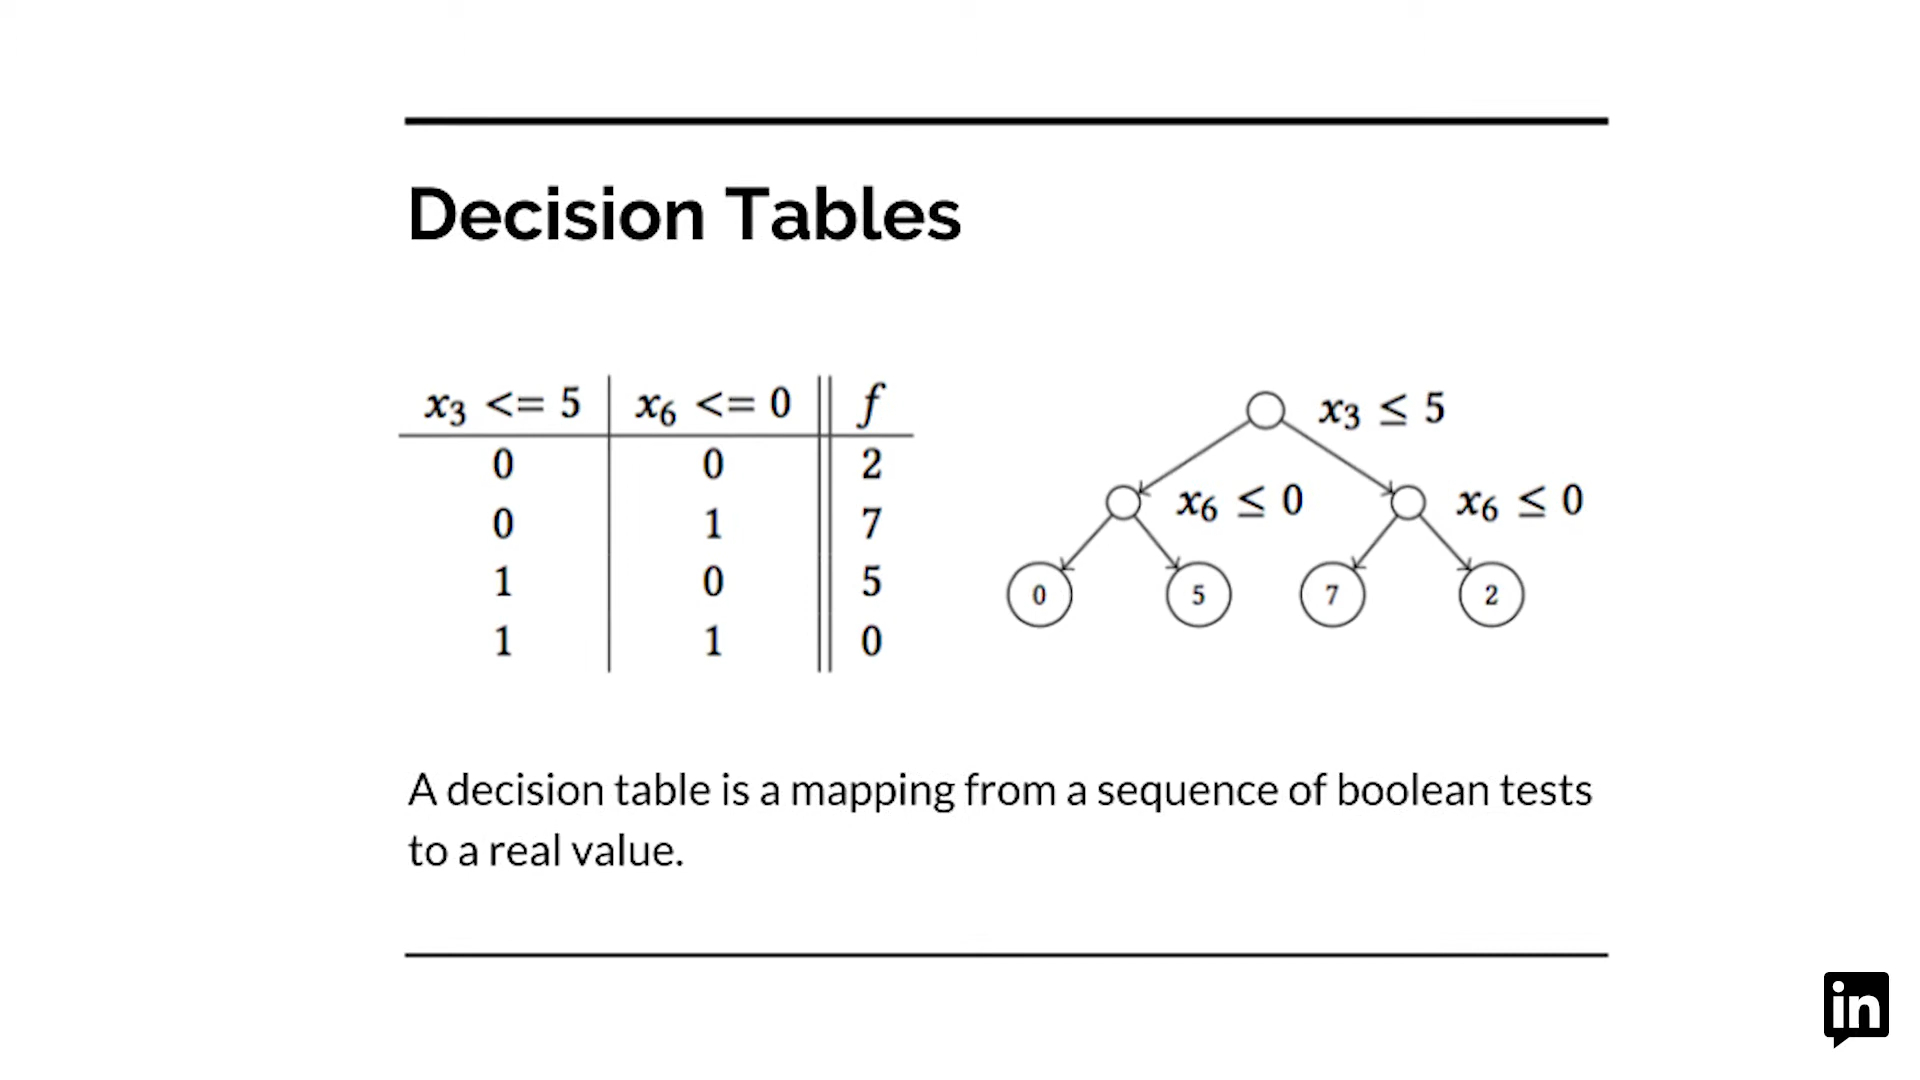 Decision Tables
x₃ <= 5 x₆ <= 0 f
0 0 2
0 1 7
1 0 5
1 1 0
x₃ ≤ 5
x₆ ≤ 0 x₆ ≤ 0
0 5 7 2
A decision table is a mapping from a sequence of boolean tests
to a real value.
in